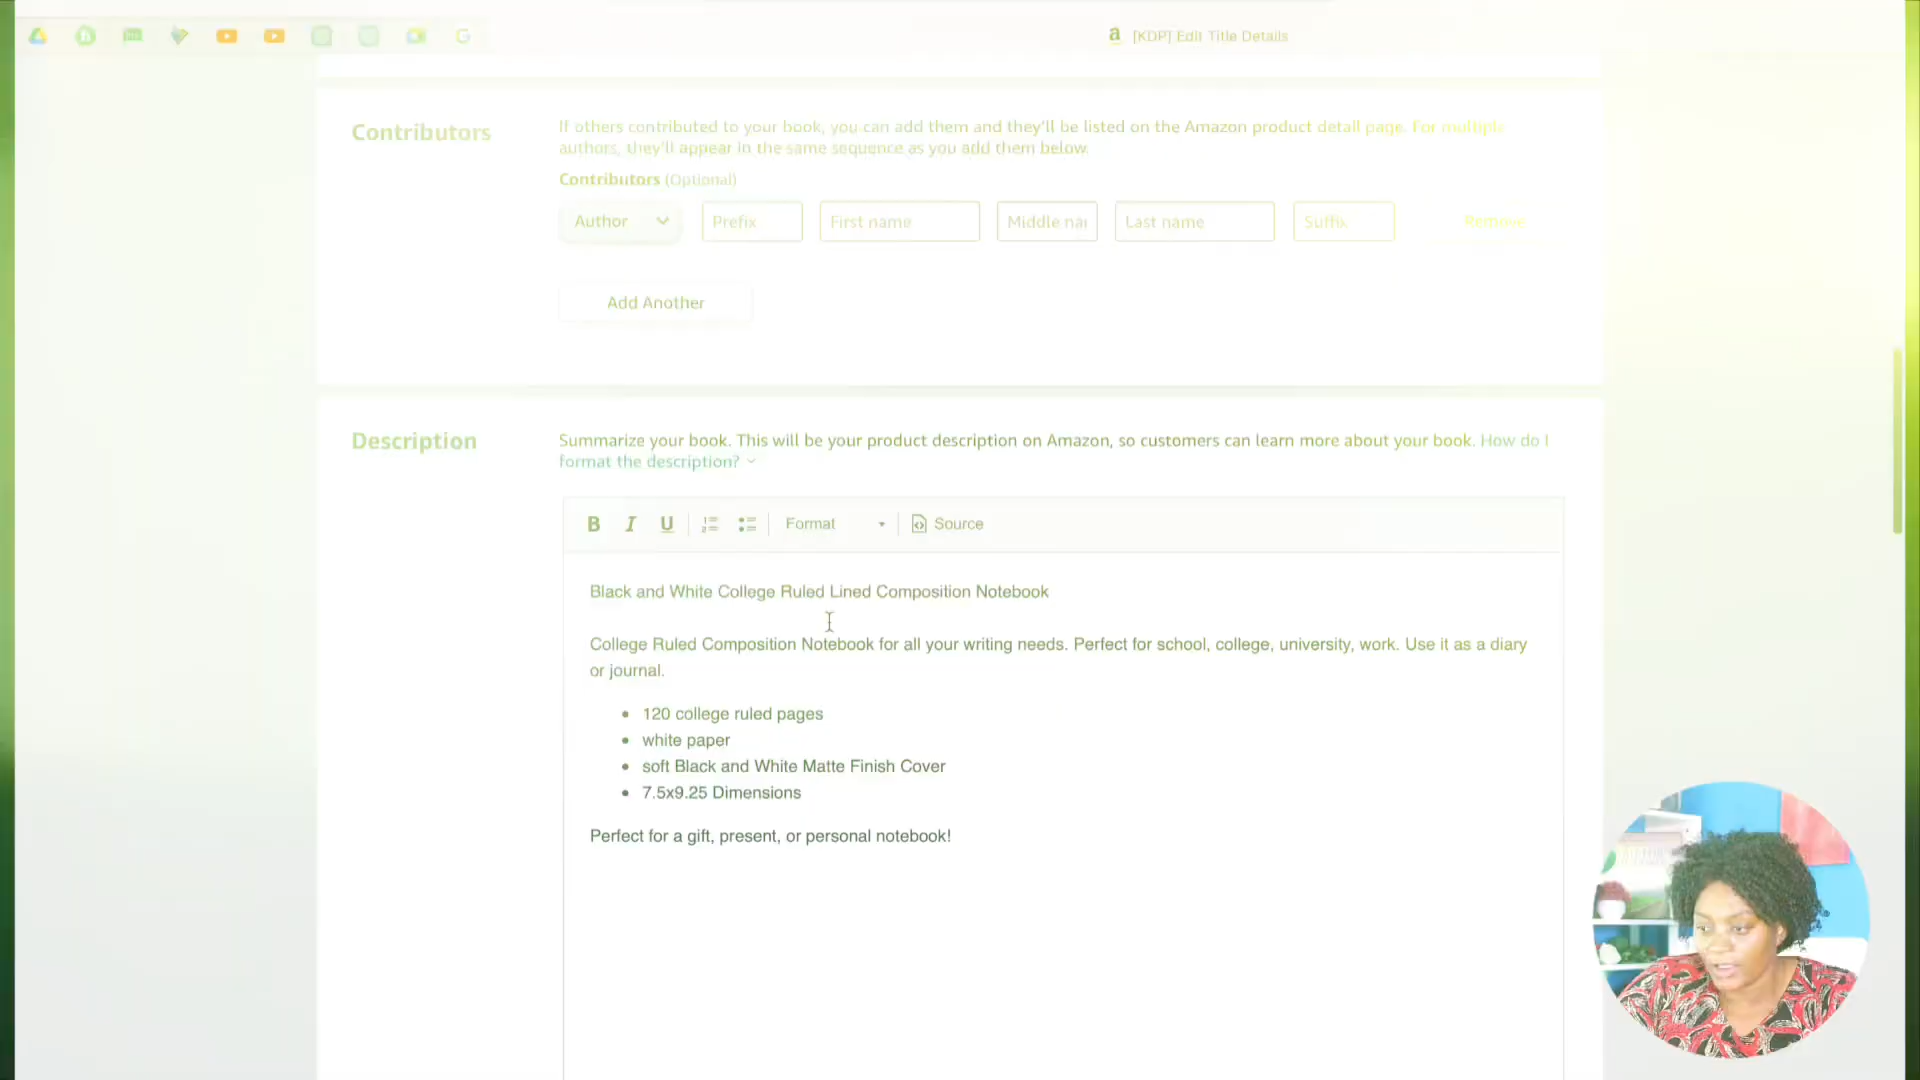 [KDP] Edit Title Details
Contributors
If others contributed to your book, you can add them and they'll be listed on the Amazon product detail page. For multiple
authors, they'll appear in the same sequence as you add them below.
Contributors (Optional)
Author
Prefix
First name
Middle nar
Last name
Suffix
Remove
Add Another
Description
Summarize your book. This will be your product description on Amazon, so customers can learn more about your book. How do I
format the description?
B I U Format Source
Black and White College Ruled Lined Composition Notebook
College Ruled Composition Notebook for all your writing needs. Perfect for school, college, university, work. Use it as a diary
or journal.
120 college ruled pages
white paper
soft Black and White Matte Finish Cover
7.5x9.25 Dimensions
Perfect for a gift, present, or personal notebook!